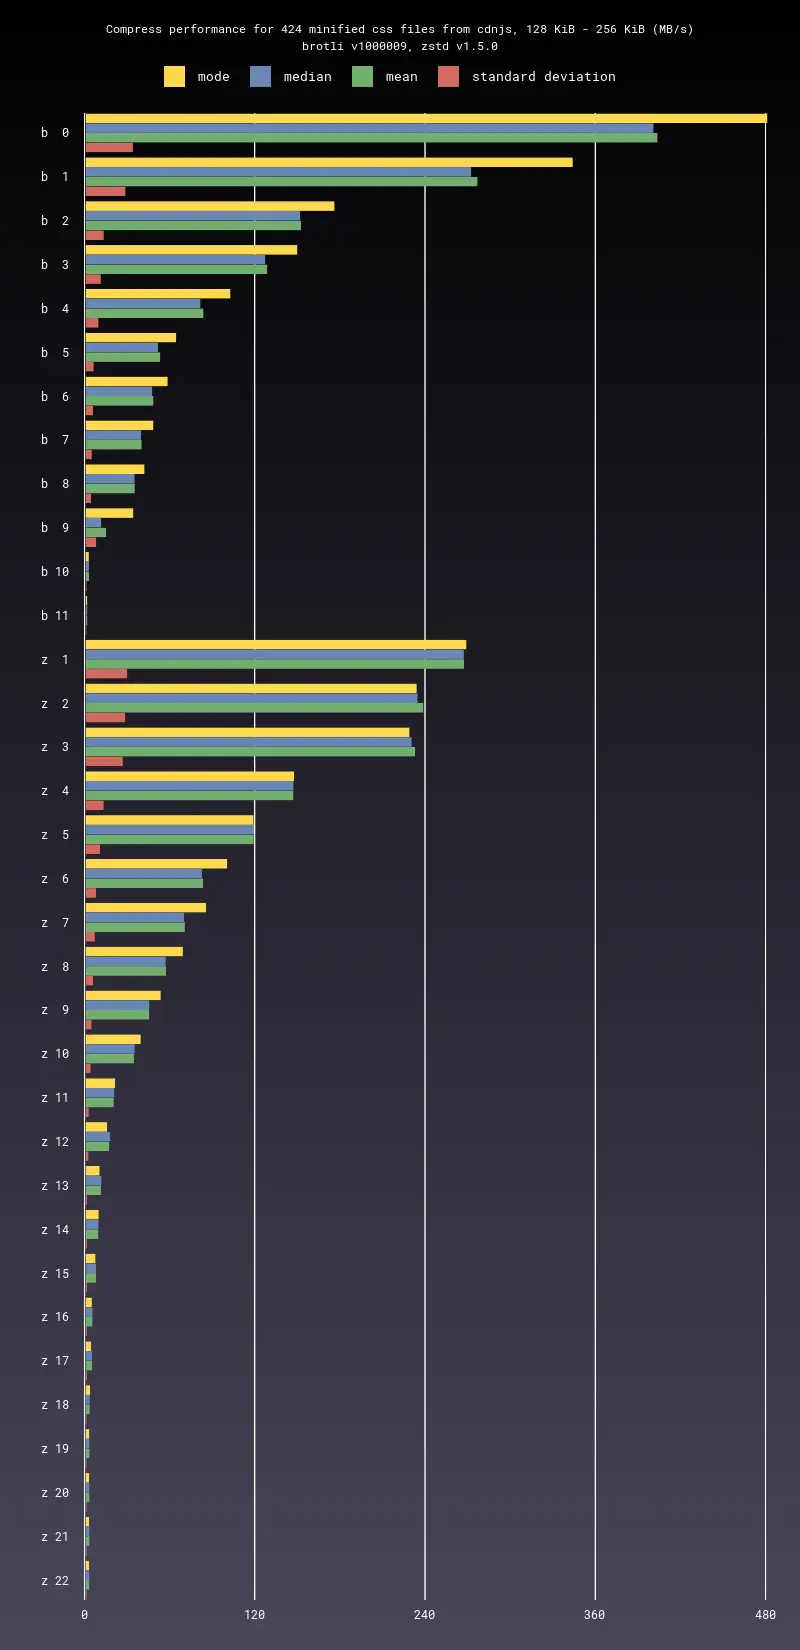 Compress performance for 424 minified css files from cdnjs, 128 KiB - 256 KiB (MB/s)
brotli v1000009, zstd v1.5.0
mode median mean standard deviation
b 0
b 1
b 2
b 3
b 4
b 5
b 6
b 7
b 8
b 9
b 10
b 11
z 1
z 2
z 3
z 4
z 5
z 6
z 7
z 8
z 9
z 10
z 11
z 12
z 13
z 14
z 15
z 16
z 17
z 18
z 19
z 20
z 21
z 22
0 120 240 360 480